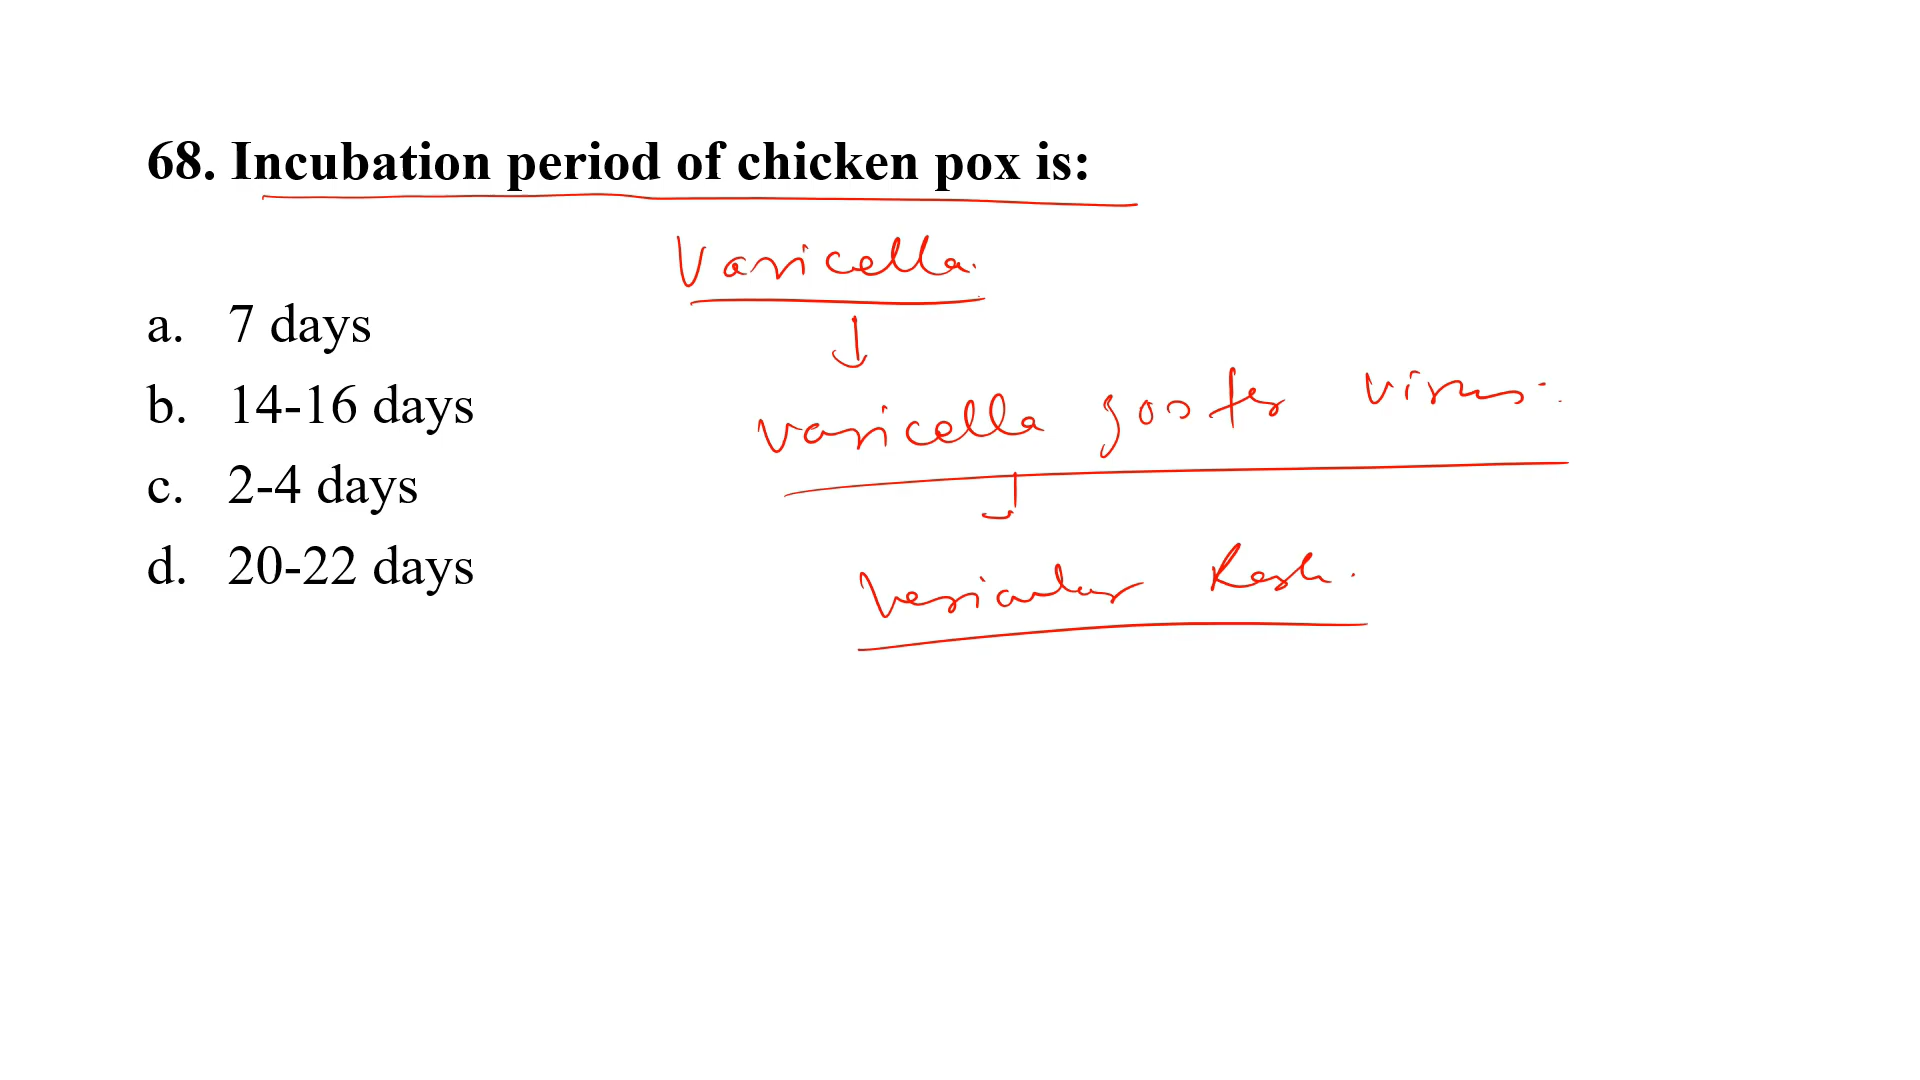 68. Incubation period of chicken pox is:
Varicella.
a. 7 days
b. 14-16 days
varicella zoster virus.
c. 2-4 days
d. 20-22 days
Vesicular Rash.